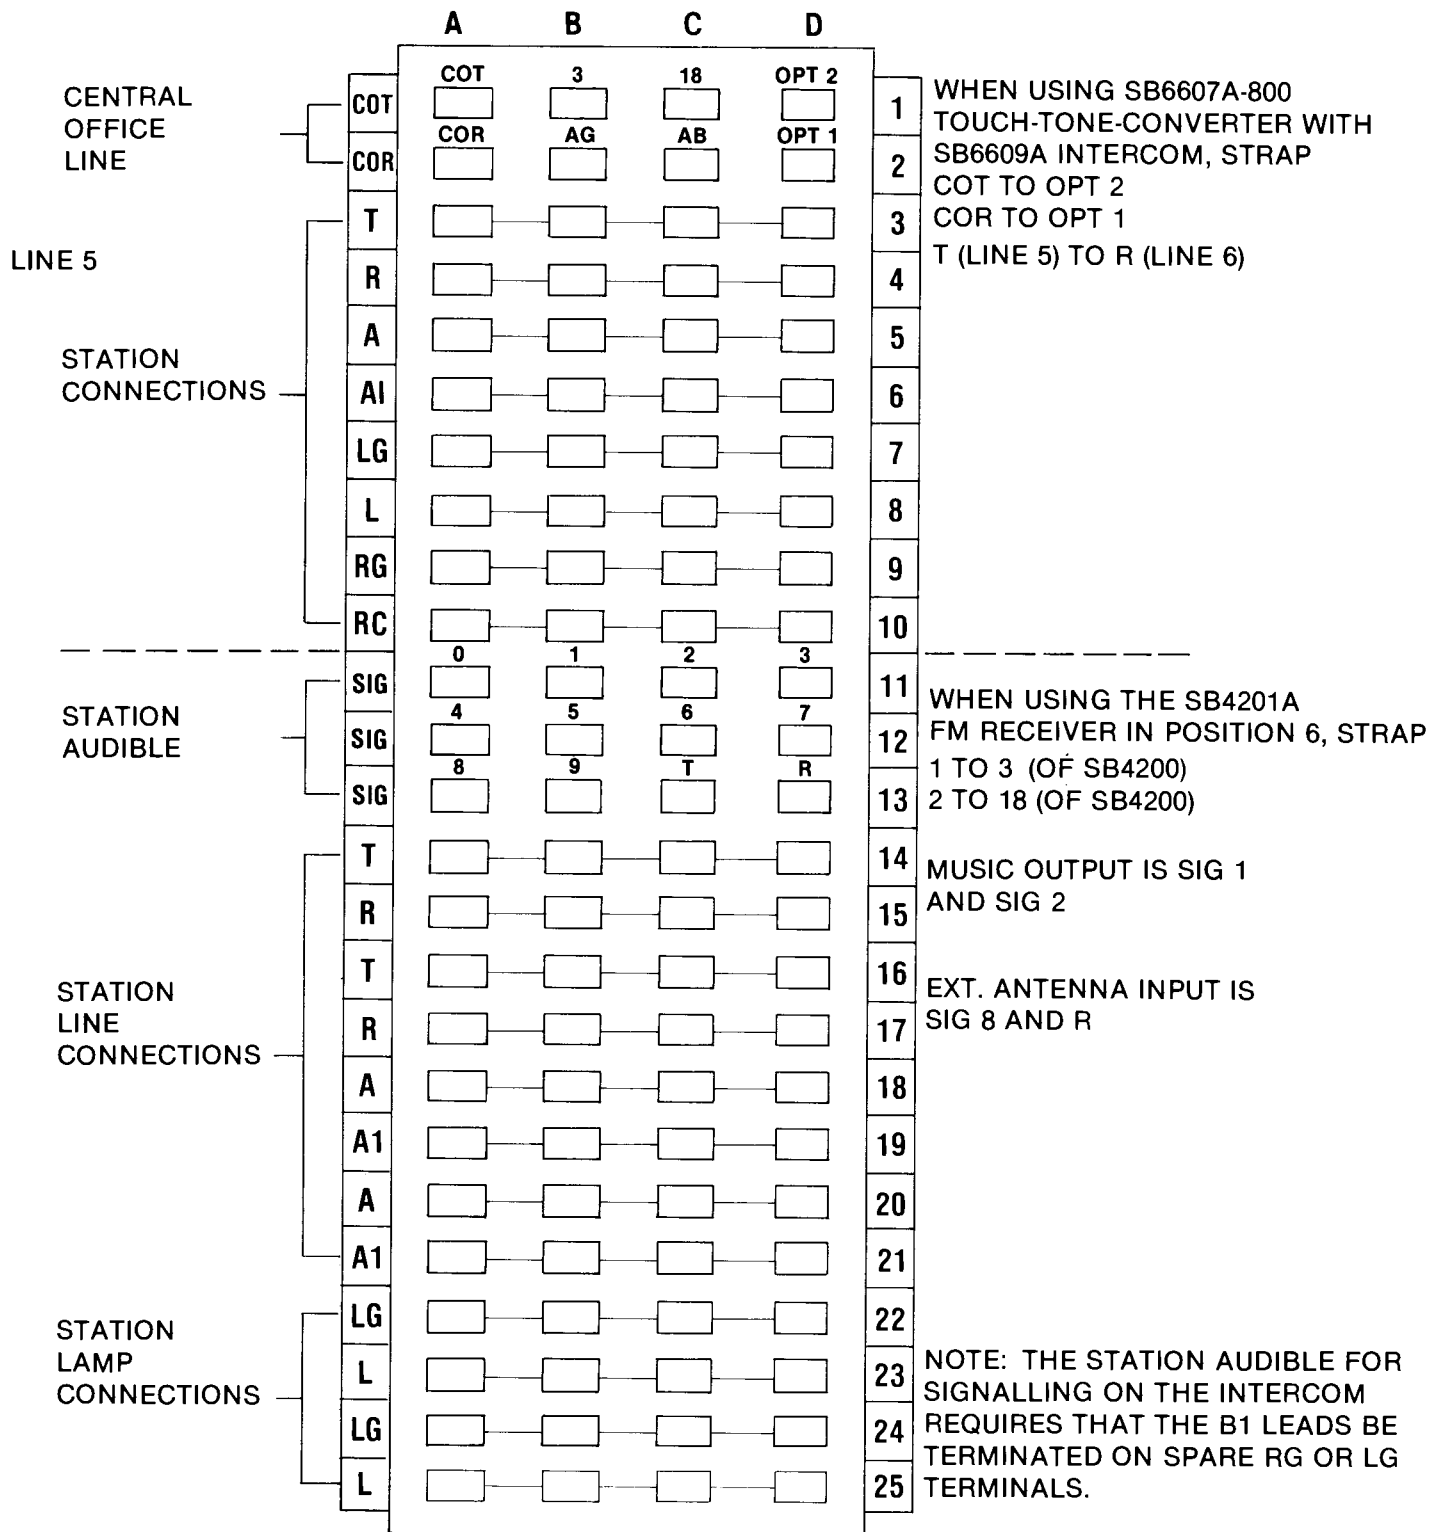 A B C D
COT 3 18 OPT 2
CENTRAL
OFFICE
LINE
COT 1
COR AG AB OPT 1
COR 2
T 3
LINE 5
R 4
A 5
STATION
CONNECTIONS
AI 6
LG 7
L 8
RG 9
RC 10
0 1 2 3
SIG 11
STATION
AUDIBLE
4 5 6 7
SIG 12
8 9 T R
SIG 13
T 14
R 15
T 16
STATION
LINE
CONNECTIONS
R 17
A 18
A1 19
A 20
A1 21
LG 22
STATION
LAMP
CONNECTIONS
L 23
LG 24
L 25
WHEN USING SB6607A-800
TOUCH-TONE-CONVERTER WITH
SB6609A INTERCOM, STRAP
COT TO OPT 2
COR TO OPT 1
T (LINE 5) TO R (LINE 6)
WHEN USING THE SB4201A
FM RECEIVER IN POSITION 6, STRAP
1 TO 3 (OF SB4200)
2 TO 18 (OF SB4200)
MUSIC OUTPUT IS SIG 1
AND SIG 2
EXT. ANTENNA INPUT IS
SIG 8 AND R
NOTE: THE STATION AUDIBLE FOR
SIGNALLING ON THE INTERCOM
REQUIRES THAT THE B1 LEADS BE
TERMINATED ON SPARE RG OR LG
TERMINALS.